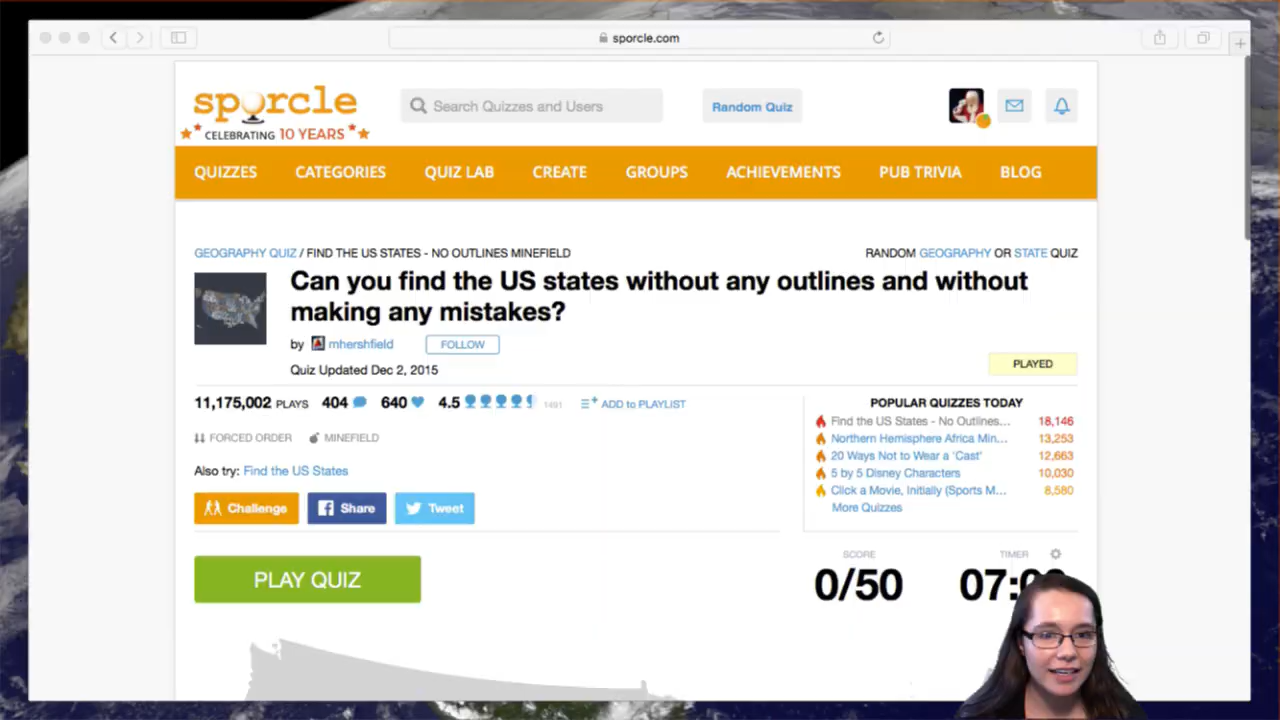 sporcle.com
sporcle
CELEBRATING 10 YEARS
Search Quizzes and Users
Random Quiz
QUIZZES CATEGORIES QUIZ LAB CREATE GROUPS ACHIEVEMENTS PUB TRIVIA BLOG
GEOGRAPHY QUIZ / FIND THE US STATES - NO OUTLINES MINEFIELD
RANDOM GEOGRAPHY OR STATE QUIZ
Can you find the US states without any outlines and without
making any mistakes?
by mhershfield FOLLOW
Quiz Updated Dec 2, 2015
PLAYED
11,175,002 PLAYS 404 640 4.5 1491 ADD to PLAYLIST
FORCED ORDER MINEFIELD
Also try: Find the US States
Challenge Share Tweet
POPULAR QUIZZES TODAY
Find the US States - No Outlines... 18,146
Northern Hemisphere Africa Min... 13,253
20 Ways Not to Wear a 'Cast' 12,663
5 by 5 Disney Characters 10,030
Click a Movie, Initially (Sports M... 8,580
More Quizzes
PLAY QUIZ
SCORE TIMER
0/50